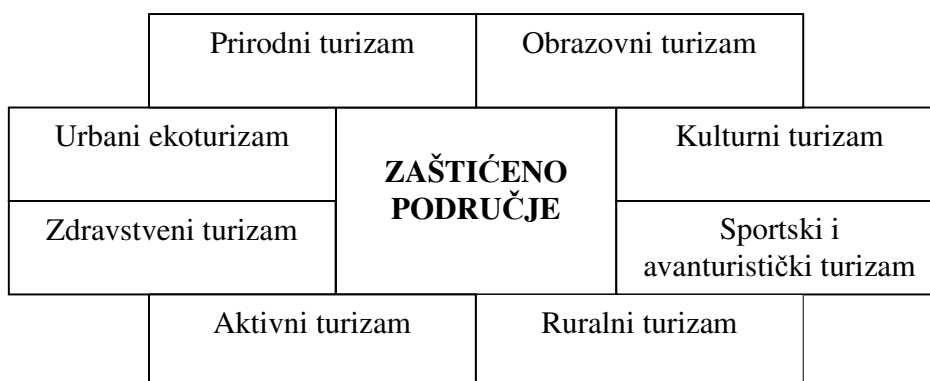 Prirodni turizam
Obrazovni turizam
Urbani ekoturizam
ZAŠTIĆENO
PODRUČJE
Kulturni turizam
Zdravstveni turizam
Sportski i
avanturistički turizam
Aktivni turizam
Ruralni turizam